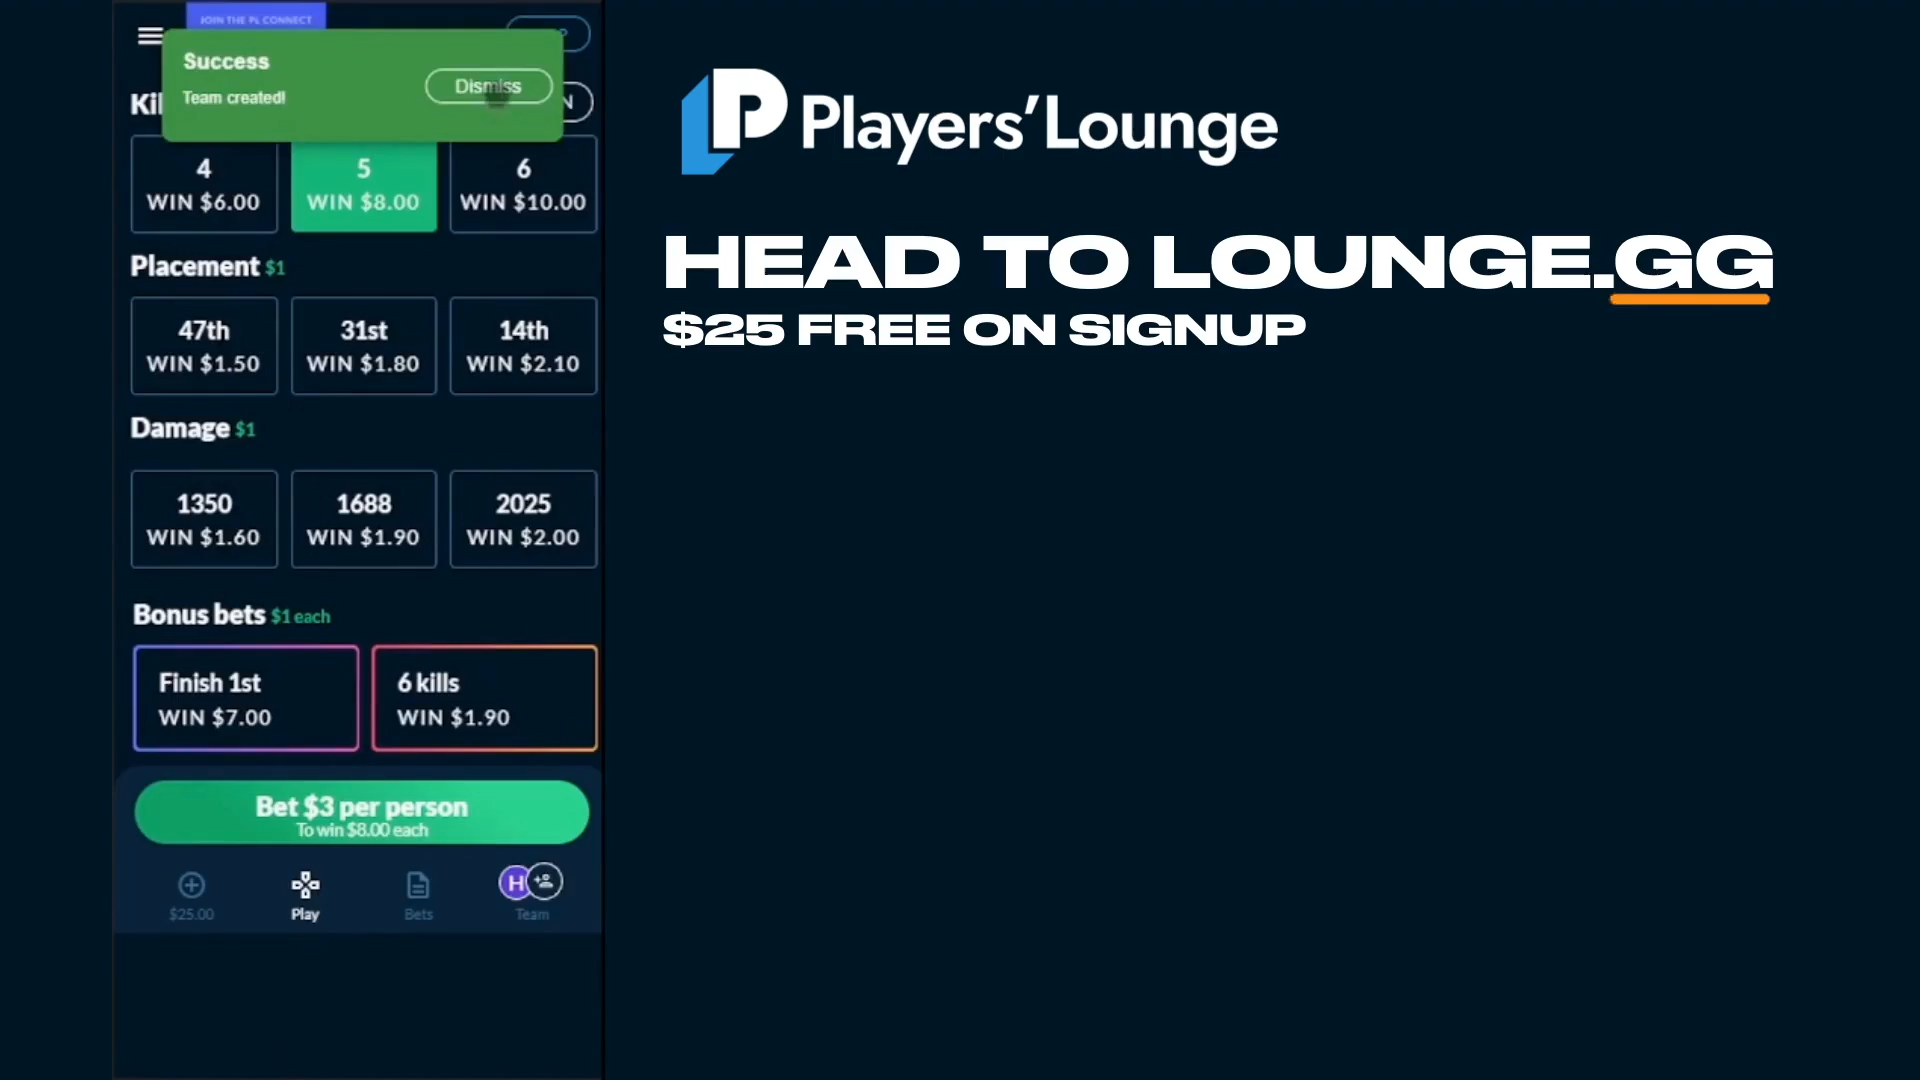 JOIN THE PL CONNECT
Success
Team created!
Dismiss
Kil
N
4
WIN $6.00
5
WIN $8.00
6
WIN $10.00
Placement $1
47th
WIN $1.50
31st
WIN $1.80
14th
WIN $2.10
Damage $1
1350
WIN $1.60
1688
WIN $1.90
2025
WIN $2.00
Bonus bets $1 each
Finish 1st
WIN $7.00
6 kills
WIN $1.90
Bet $3 per person
To win $8.00 each
H
$25.00
Play
Bets
Team
Players' Lounge
HEAD TO LOUNGE.GG
$25 FREE ON SIGNUP